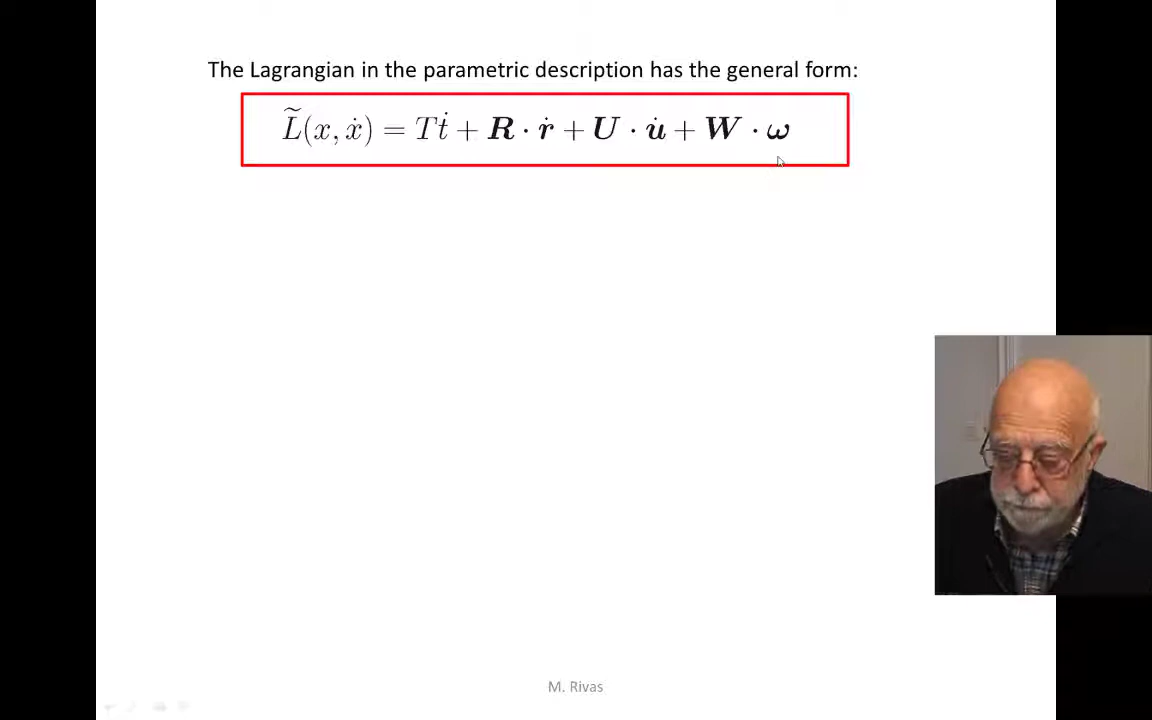 The Lagrangian in the parametric description has the general form:
L̃(x, ẋ) = Tṫ + R · ṙ + U · u̇ + W · ω
M. Rivas